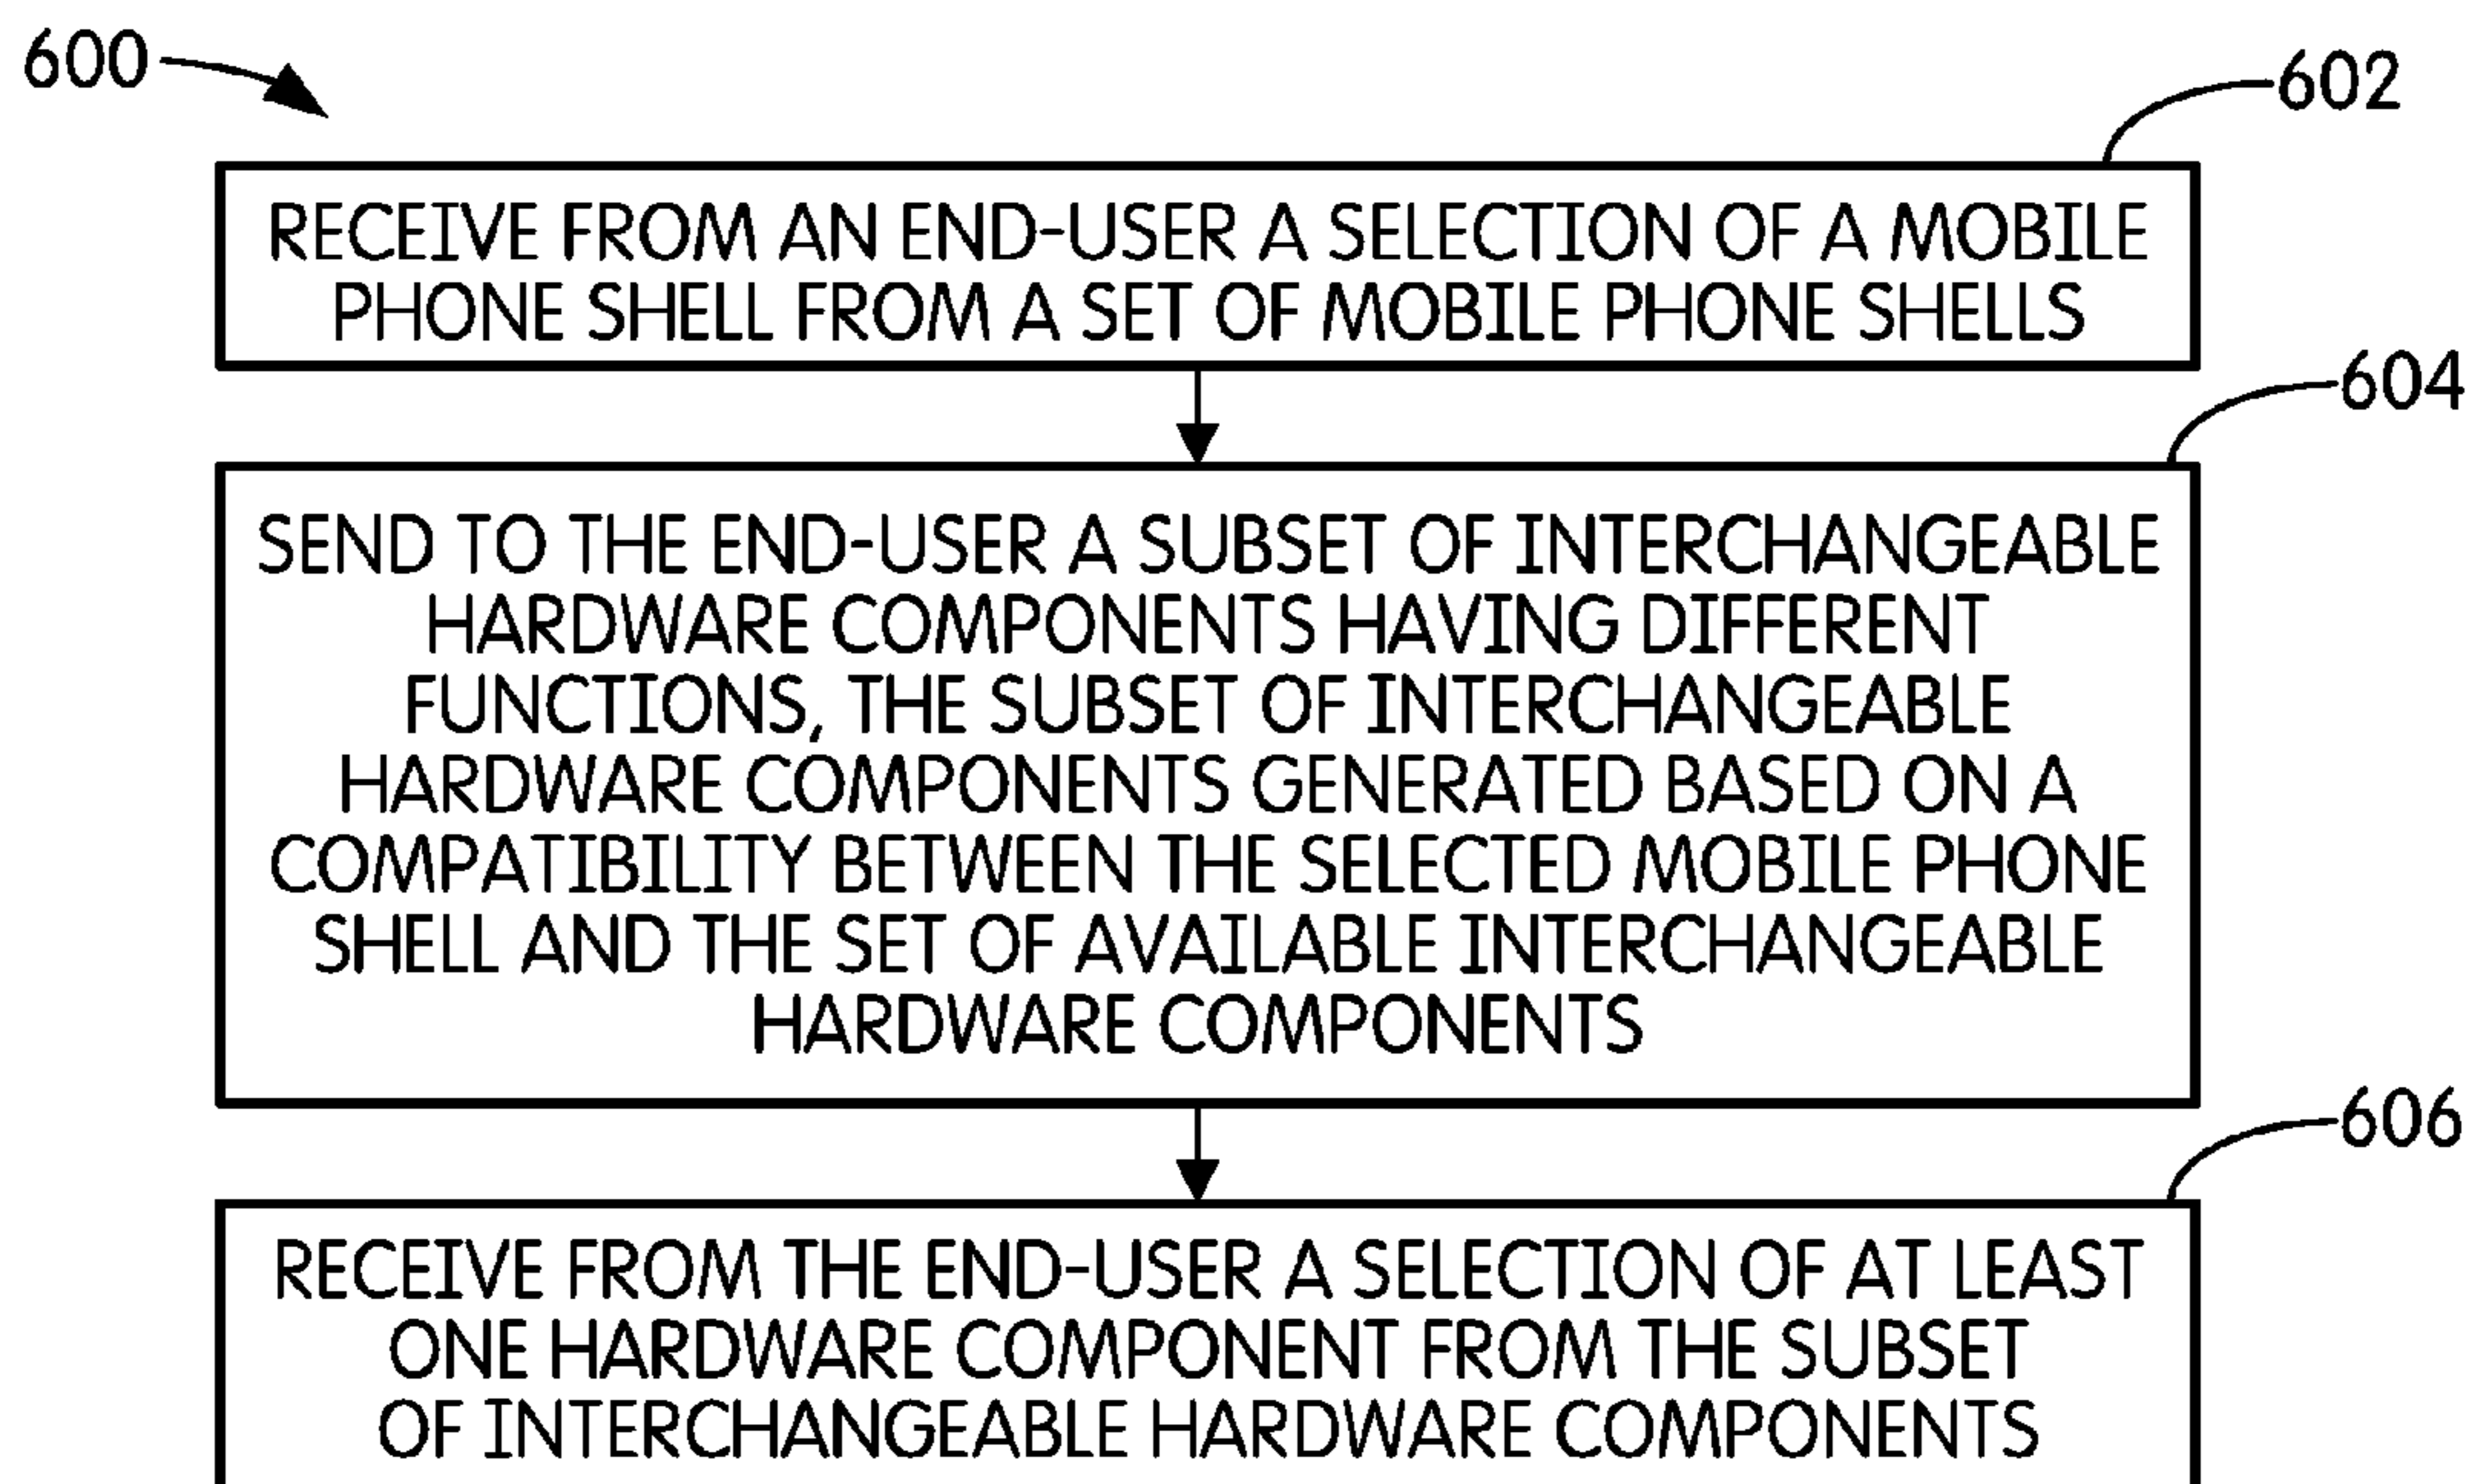 600
602
RECEIVE FROM AN END-USER A SELECTION OF A MOBILE
PHONE SHELL FROM A SET OF MOBILE PHONE SHELLS
604
SEND TO THE END-USER A SUBSET OF INTERCHANGEABLE
HARDWARE COMPONENTS HAVING DIFFERENT
FUNCTIONS, THE SUBSET OF INTERCHANGEABLE
HARDWARE COMPONENTS GENERATED BASED ON A
COMPATIBILITY BETWEEN THE SELECTED MOBILE PHONE
SHELL AND THE SET OF AVAILABLE INTERCHANGEABLE
HARDWARE COMPONENTS
606
RECEIVE FROM THE END-USER A SELECTION OF AT LEAST
ONE HARDWARE COMPONENT FROM THE SUBSET
OF INTERCHANGEABLE HARDWARE COMPONENTS